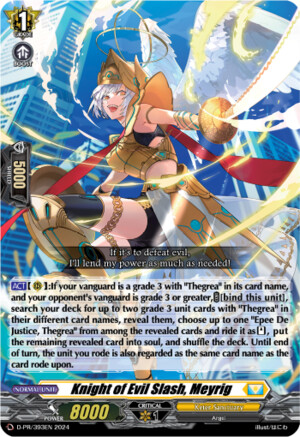 1
GRADE
BOOST
5000
SHIELD
If it's to defeat evil,
I'll lend my power as much as needed!
ACT【 】:If your vanguard is a grade 3 with "Thegrea" in its card name,
and your opponent's vanguard is grade 3 or greater, [bind this unit],
search your deck for up to two grade 3 unit cards with "Thegrea" in
their different card names, reveal them, choose up to one "Epee De
Justice, Thegrea" from among the revealed cards and ride it as [ ], put
the remaining revealed card into soul, and shuffle the deck. Until end
of turn, the unit you rode is also regarded as the same card name as the
card rode upon.
NORMAL UNIT
Knight of Evil Slash, Meyrig
POWER 8000
CRITICAL
1
D-PR/393EN 2024